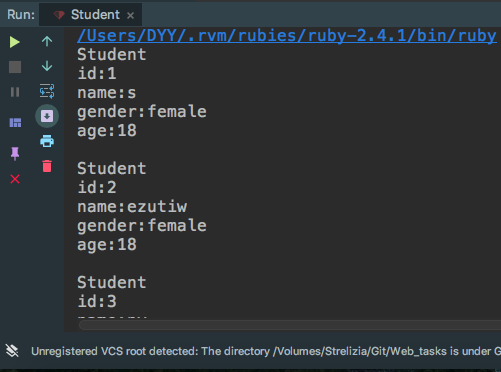 Run: Student ×
/Users/DYY/.rvm/rubies/ruby-2.4.1/bin/ruby
Student
id:1
name:s
gender:female
age:18
Student
id:2
name:ezutiw
gender:female
age:18
Student
id:3
Unregistered VCS root detected: The directory /Volumes/Strelizia/Git/Web_tasks is under G